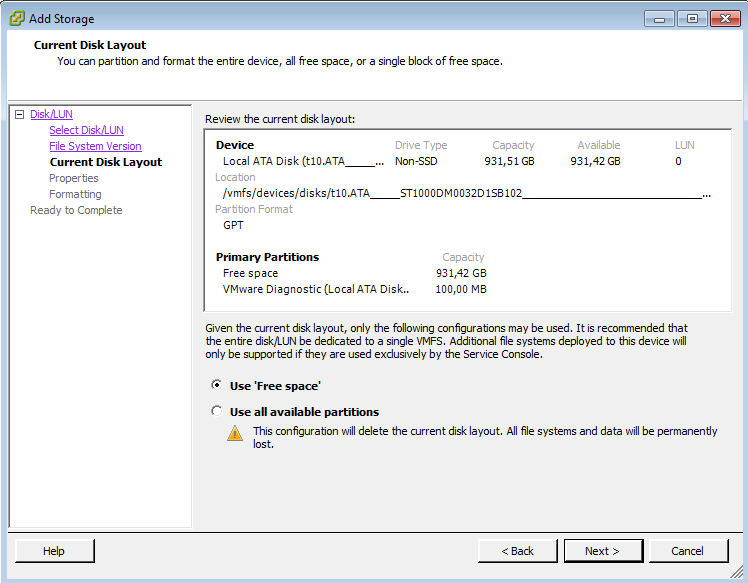 Add Storage
Current Disk Layout
You can partition and format the entire device, all free space, or a single block of free space.
Disk/LUN
Select Disk/LUN
File System Version
Current Disk Layout
Properties
Formatting
Ready to Complete
Review the current disk layout:
Device Drive Type Capacity Available LUN
Local ATA Disk (t10.ATA_____... Non-SSD 931,51 GB 931,42 GB 0
Location
/vmfs/devices/disks/t10.ATA_____ST1000DM0032D1SB102__________________________________...
Partition Format
GPT
Primary Partitions Capacity
Free space 931,42 GB
VMware Diagnostic (Local ATA Disk.. 100,00 MB
Given the current disk layout, only the following configurations may be used. It is recommended that
the entire disk/LUN be dedicated to a single VMFS. Additional file systems deployed to this device will
only be supported if they are used exclusively by the Service Console.
Use 'Free space'
Use all available partitions
This configuration will delete the current disk layout. All file systems and data will be permanently
lost.
Help
< Back
Next >
Cancel